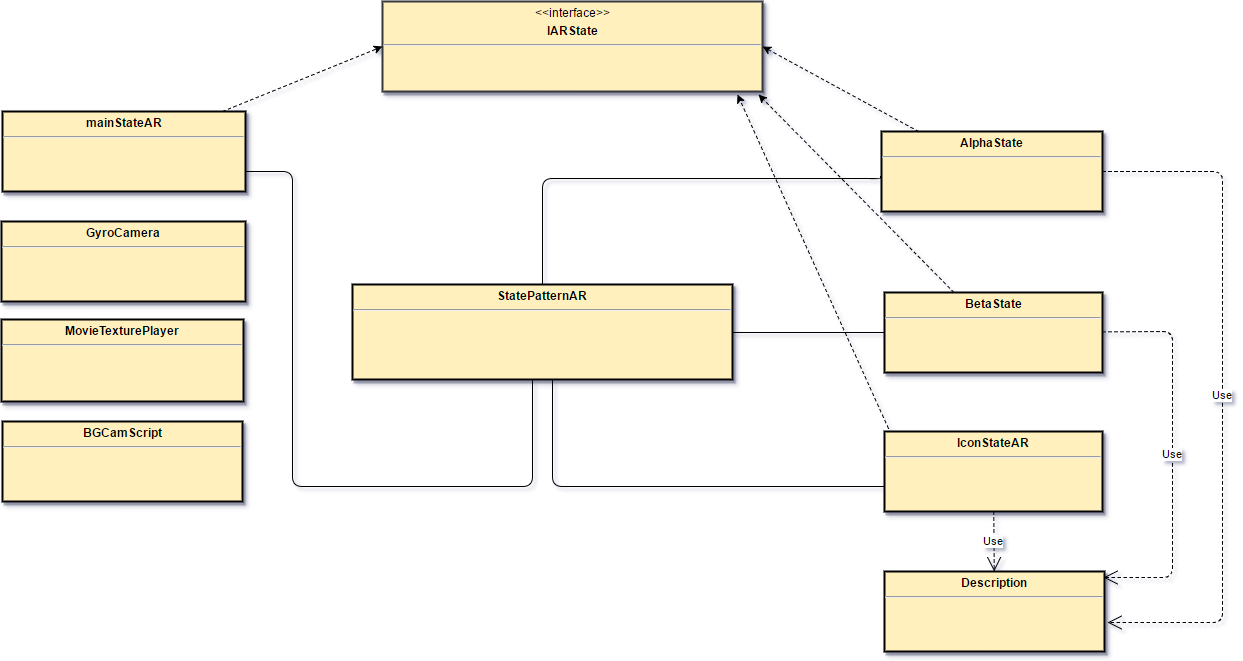 <<interface>>
IARState
mainStateAR
AlphaState
GyroCamera
StatePatternAR
BetaState
MovieTexturePlayer
Use
BGCamScript
IconStateAR
Use
Use
Description